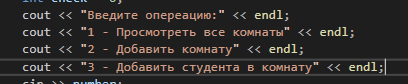 cout << "Введите опереацию:" << endl;
cout << "1 - Просмотреть все комнаты" << endl;
cout << "2 - Добавить комнату" << endl;
cout << "3 - Добавить студента в комнату" << endl;